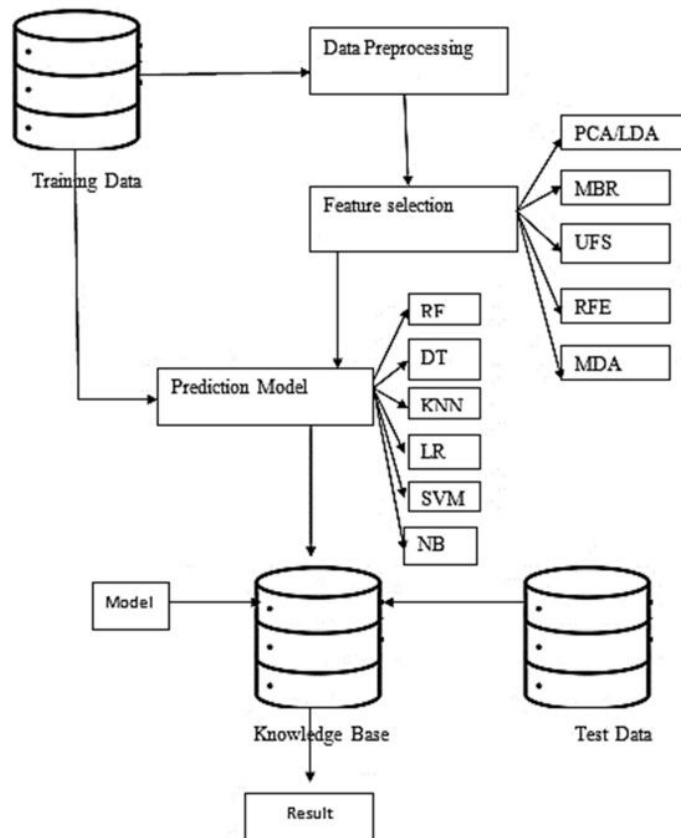 Data Preprocessing
Training Data
PCA/LDA
MBR
Feature selection
UFS
RFE
MDA
RF
DT
Prediction Model
KNN
LR
SVM
NB
Model
Knowledge Base
Test Data
Result